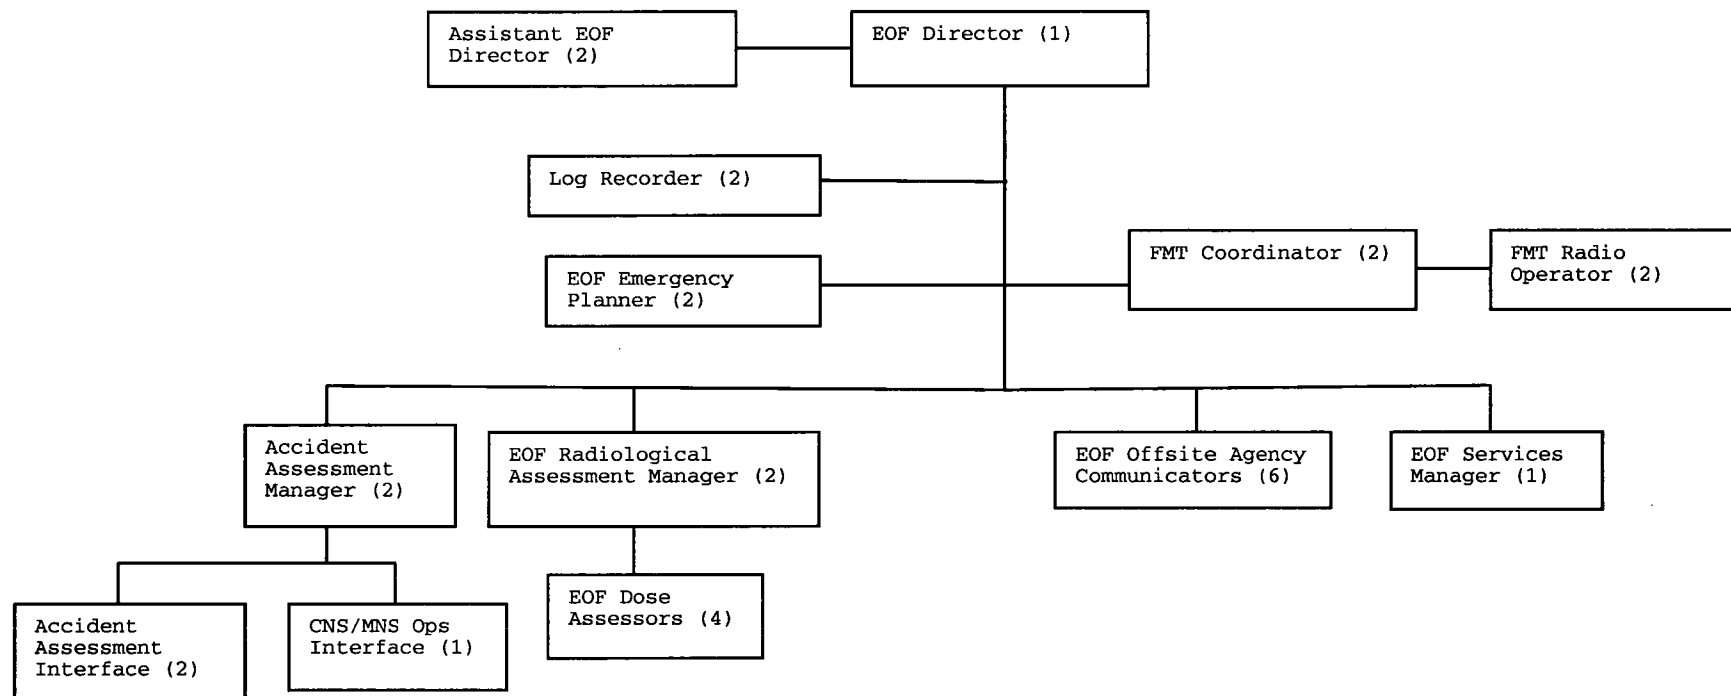 Assistant EOF
Director (2)
EOF Director (1)
Log Recorder (2)
EOF Emergency
Planner (2)
FMT Coordinator (2)
FMT Radio
Operator (2)
Accident
Assessment
Manager (2)
EOF Radiological
Assessment Manager (2)
EOF Offsite Agency
Communicators (6)
EOF Services
Manager (1)
Accident
Assessment
Interface (2)
CNS/MNS Ops
Interface (1)
EOF Dose
Assessors (4)